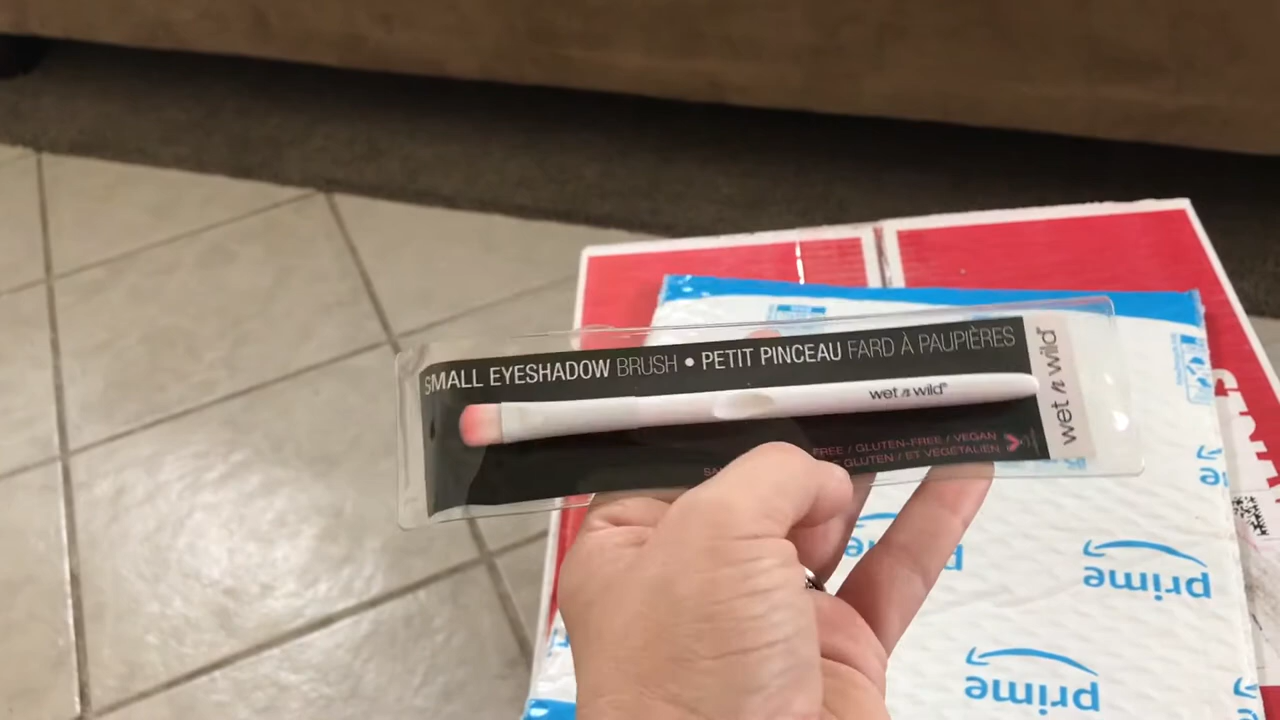 SMALL EYESHADOW BRUSH • PETIT PINCEAU FARD À PAUPIÈRES
wet n wild
wet n wild
FREE / GLUTEN-FREE / VEGAN
GLUTEN / ET VÉGÉTALIEN
prime
prime